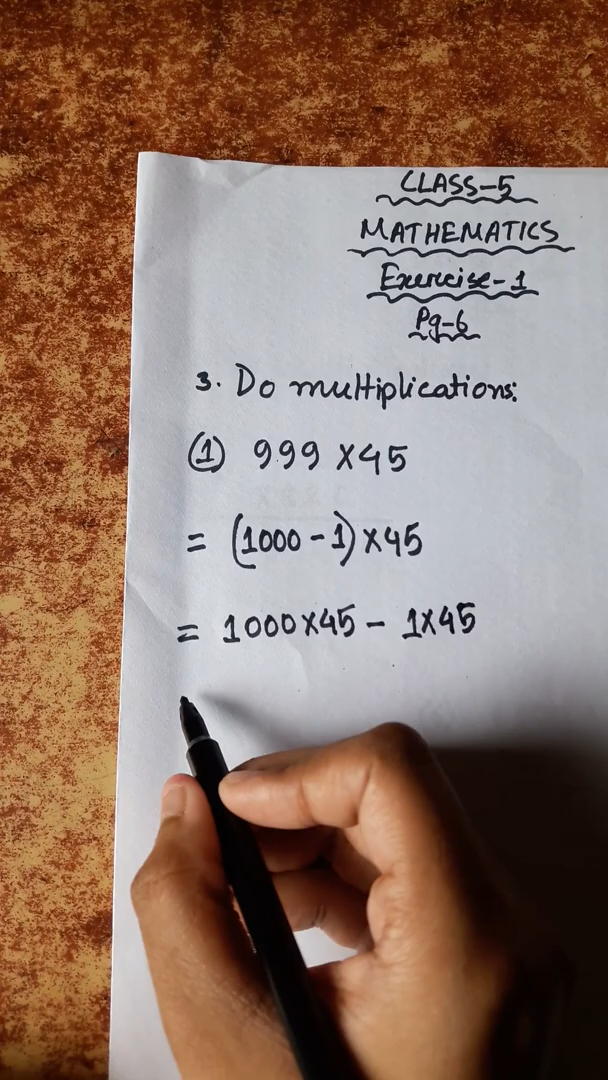 CLASS-5
MATHEMATICS
Exercise-1
Pg-6
3. Do multiplications:
(1) 999 x45
= (1000 - 1) x45
= 1000x45 - 1x45